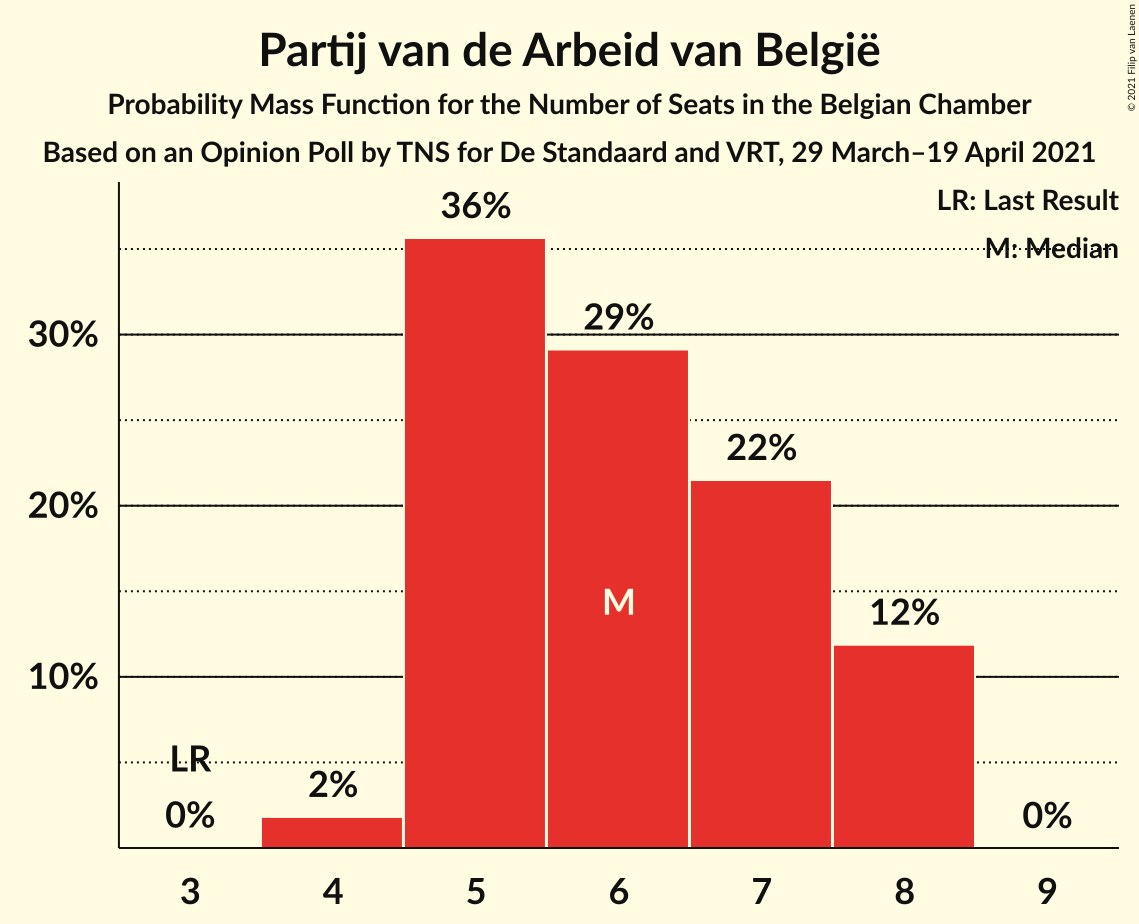 Partij van de Arbeid van België
Probability Mass Function for the Number of Seats in the Belgian Chamber
Based on an Opinion Poll by TNS for De Standaard and VRT, 29 March–19 April 2021
© 2021 Filip van Laenen
LR: Last Result
M: Median
36%
29%
22%
12%
2%
0%
0%
LR
M
30%
20%
10%
3 4 5 6 7 8 9